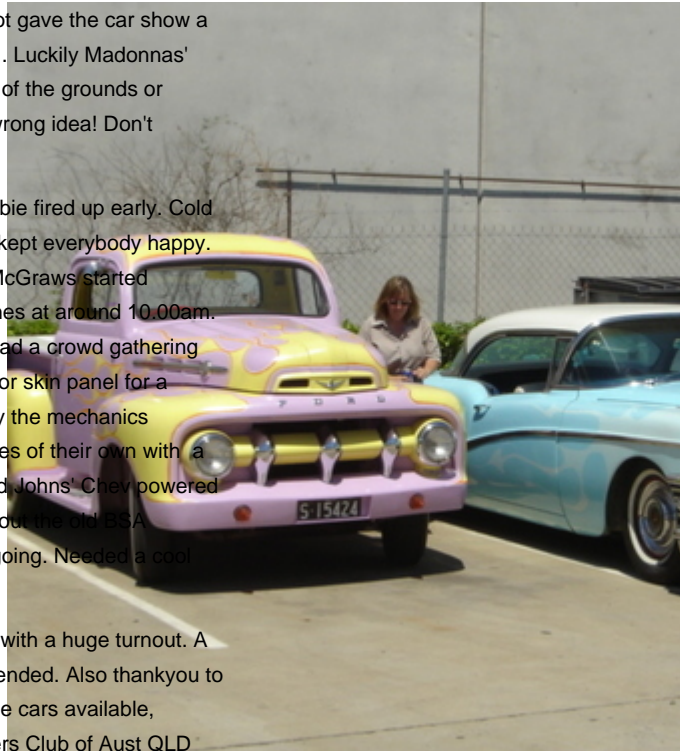 ot gave the car show a
. Luckily Madonnas'
of the grounds or
wrong idea! Don't
bie fired up early. Cold
kept everybody happy.
McGraws started
nes at around 10.00am.
ad a crowd gathering
or skin panel for a
y the mechanics
es of their own with a
d Johns' Chev powered
out the old BSA
going. Needed a cool
with a huge turnout. A
ended. Also thankyou to
e cars available,
ers Club of Aust QLD
FORD
S·15424